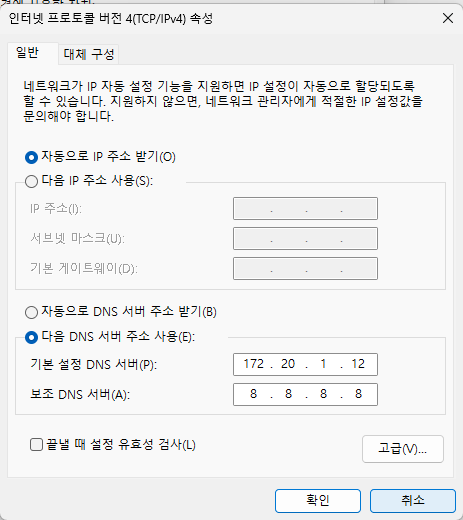 인터넷 프로토콜 버전 4(TCP/IPv4) 속성
일반
대체 구성
네트워크가 IP 자동 설정 기능을 지원하면 IP 설정이 자동으로 할당되도록
할 수 있습니다. 지원하지 않으면, 네트워크 관리자에게 적절한 IP 설정값을
문의해야 합니다.
자동으로 IP 주소 받기(O)
다음 IP 주소 사용(S):
IP 주소(I):
서브넷 마스크(U):
기본 게이트웨이(D):
자동으로 DNS 서버 주소 받기(B)
다음 DNS 서버 주소 사용(E):
기본 설정 DNS 서버(P): 172 . 20 . 1 . 12
보조 DNS 서버(A): 8 . 8 . 8 . 8
끝낼 때 설정 유효성 검사(L)
고급(V)...
확인
취소